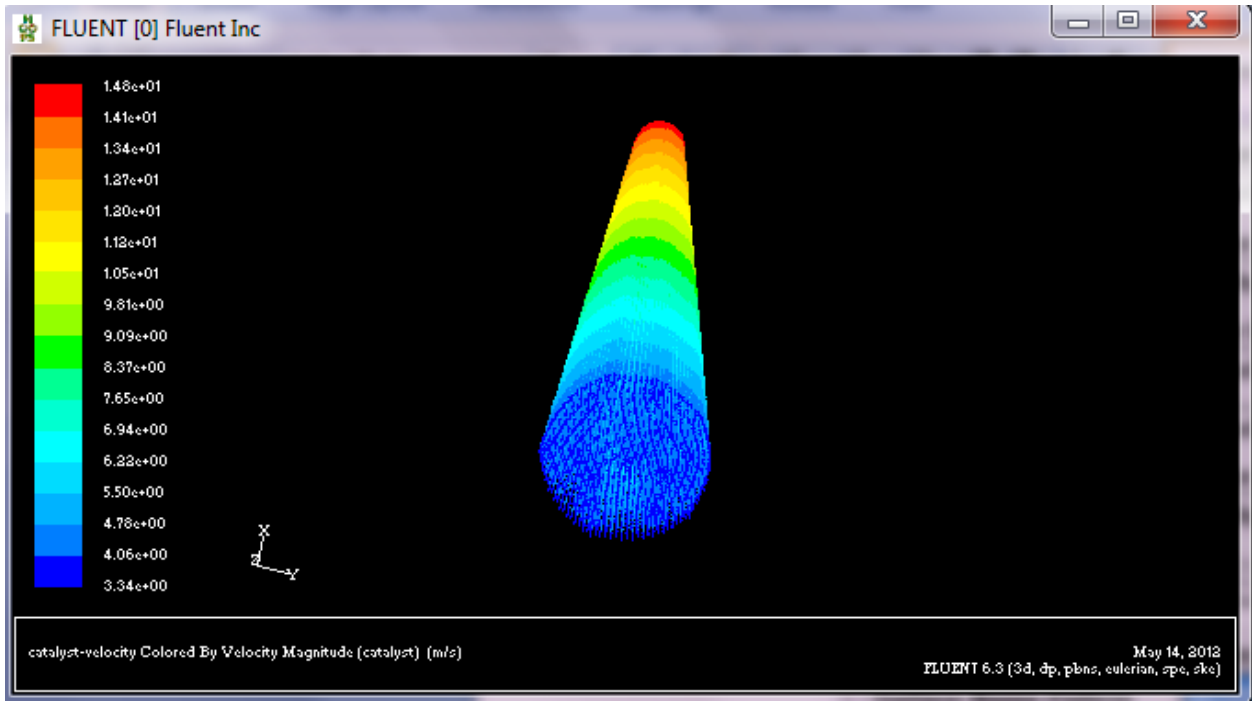 FLUENT [0] Fluent Inc
1.48e+01
1.41e+01
1.34e+01
1.27e+01
1.20e+01
1.12e+01
1.05e+01
9.81e+00
9.09e+00
8.37e+00
7.65e+00
6.94e+00
6.22e+00
5.50e+00
4.78e+00
4.06e+00
3.34e+00
X
Z
Y
catalyst-velocity Colored By Velocity Magnitude (catalyst) (m/s)
May 14, 2012
FLUENT 6.3 (3d, dp, pbns, eulerian, spe, ske)